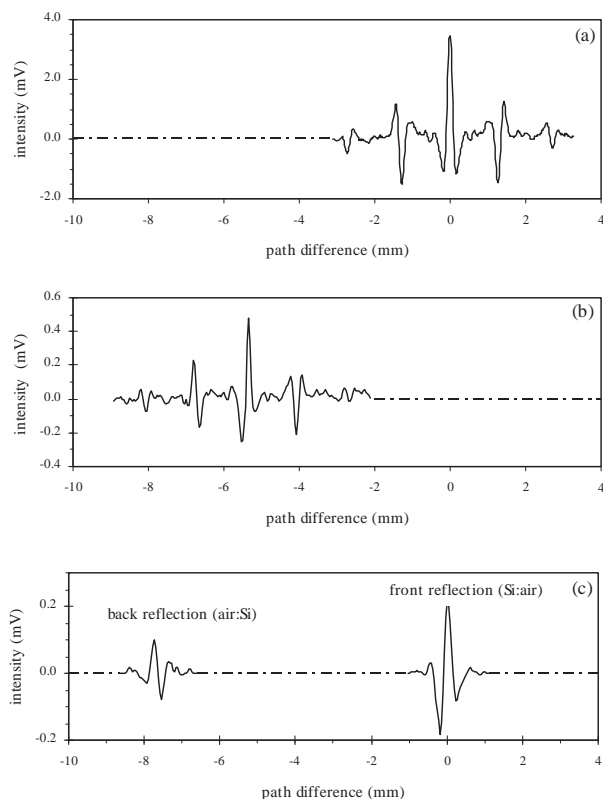 (a)
4.0
2.0
0.0
-2.0
intensity (mV)
-10 -8 -6 -4 -2 0 2 4
path difference (mm)
(b)
0.6
0.4
0.2
0.0
-0.2
-0.4
intensity (mV)
-10 -8 -6 -4 -2 0 2 4
path difference (mm)
(c)
front reflection (Si:air)
back reflection (air:Si)
0.2
0.0
-0.2
intensity (mV)
-10 -8 -6 -4 -2 0 2 4
path difference (mm)